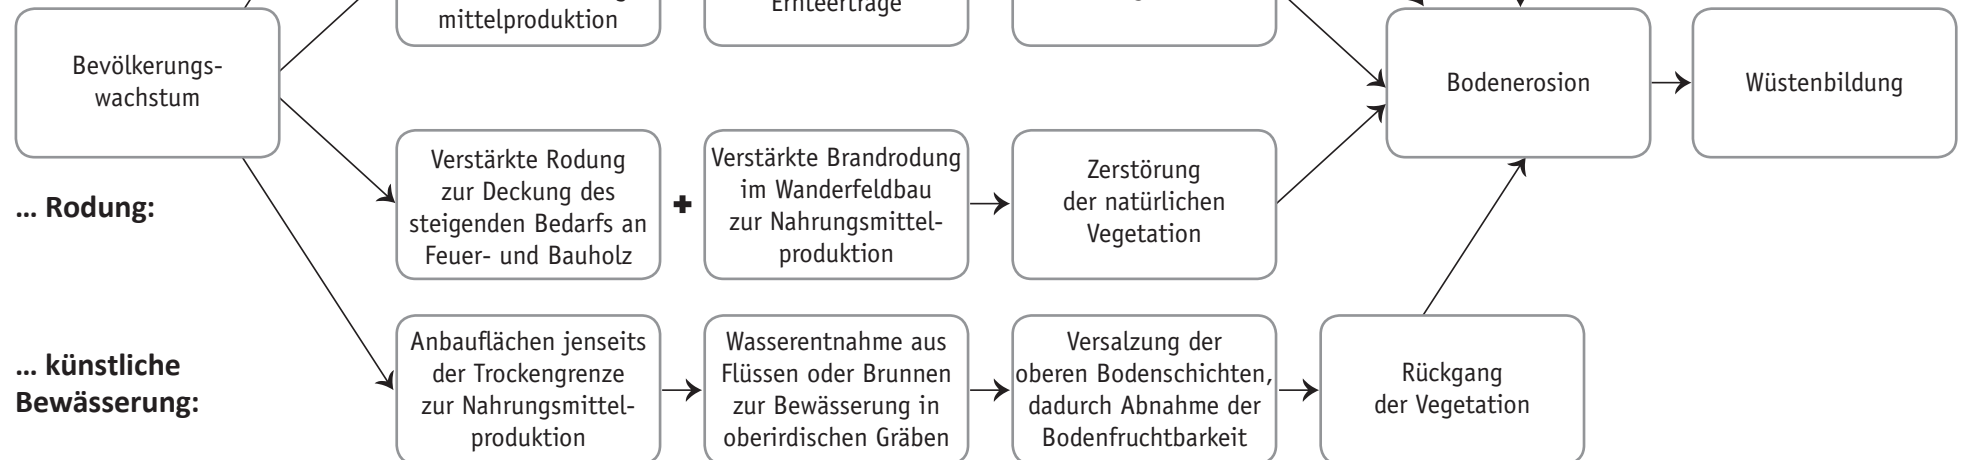 mittelproduktion
Ernteerträge
Bevölkerungs-
wachstum
Bodenerosion
Wüstenbildung
... Rodung:
Verstärkte Rodung
zur Deckung des
steigenden Bedarfs an
Feuer- und Bauholz
+
Verstärkte Brandrodung
im Wanderfeldbau
zur Nahrungsmittel-
produktion
Zerstörung
der natürlichen
Vegetation
... künstliche
Bewässerung:
Anbauflächen jenseits
der Trockengrenze
zur Nahrungsmittel-
produktion
Wasserentnahme aus
Flüssen oder Brunnen
zur Bewässerung in
oberirdischen Gräben
Versalzung der
oberen Bodenschichten,
dadurch Abnahme der
Bodenfruchtbarkeit
Rückgang
der Vegetation